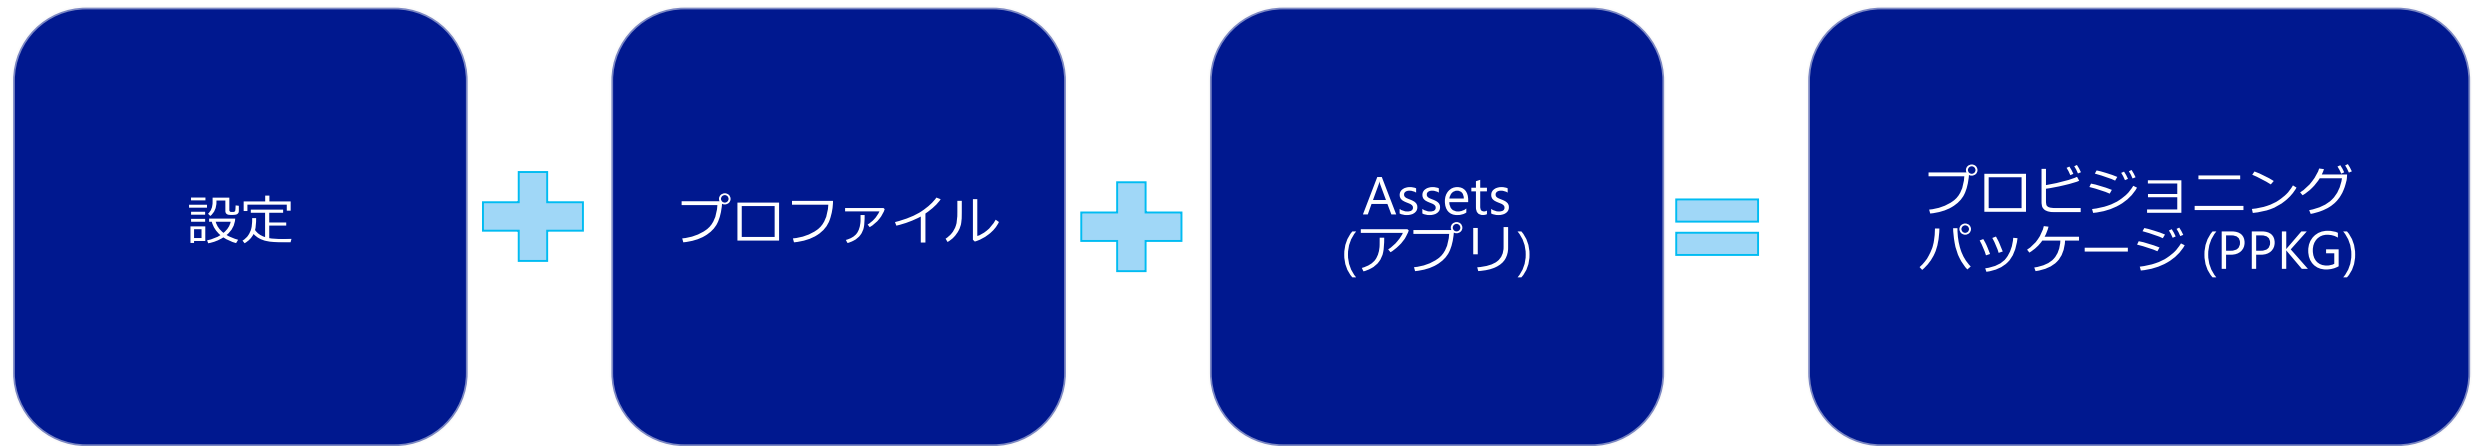 設定
プロファイル
Assets
(アプリ)
プロビジョニング
パッケージ (PPKG)